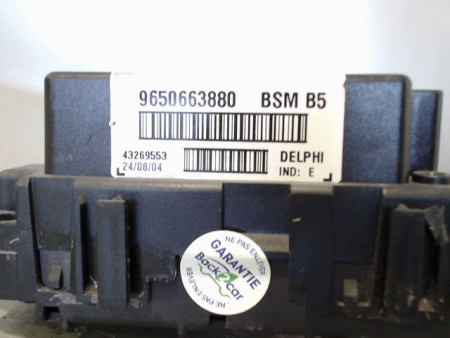 9650663880 BSM B5
43269553 DELPHI
24/08/04 IND: E
NE PAS ENLEVER
GARANTIE
Back2car
NE PAS ENLEVER